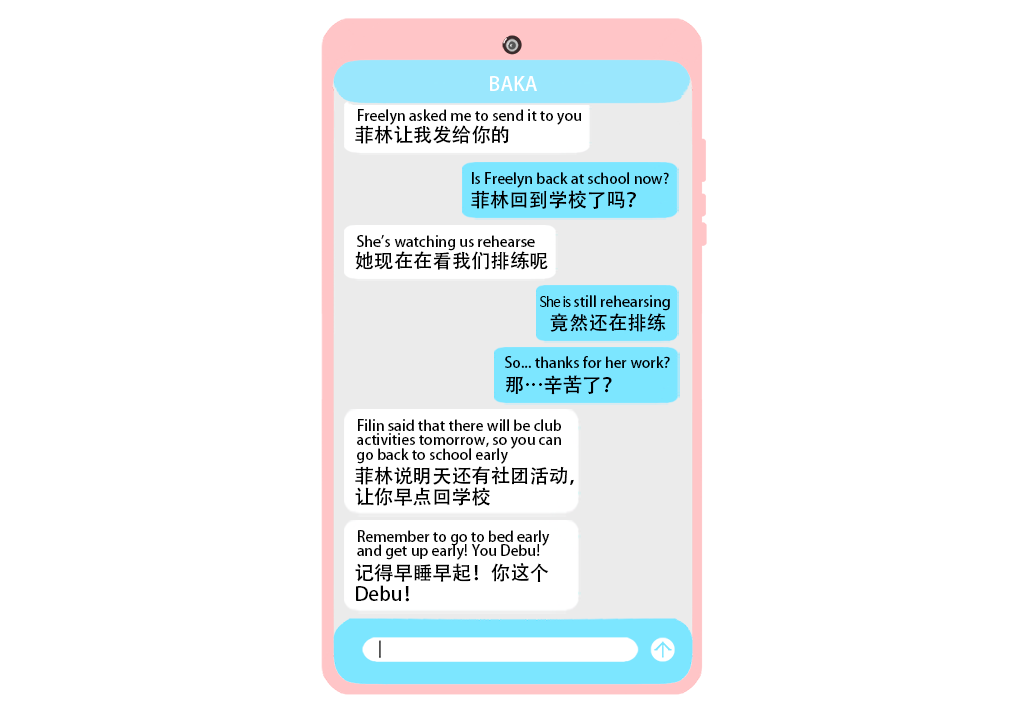 BAKA
Freelyn asked me to send it to you
菲林让我发给你的
Is Freelyn back at school now?
菲林回到学校了吗?
She's watching us rehearse
她现在在看我们排练呢
She is still rehearsing
竟然还在排练
So... thanks for her work?
那…辛苦了?
Filin said that there will be club
activities tomorrow, so you can
go back to school early
菲林说明天还有社团活动,
让你早点回学校
Remember to go to bed early
and get up early! You Debu!
记得早睡早起！你这个
Debu!